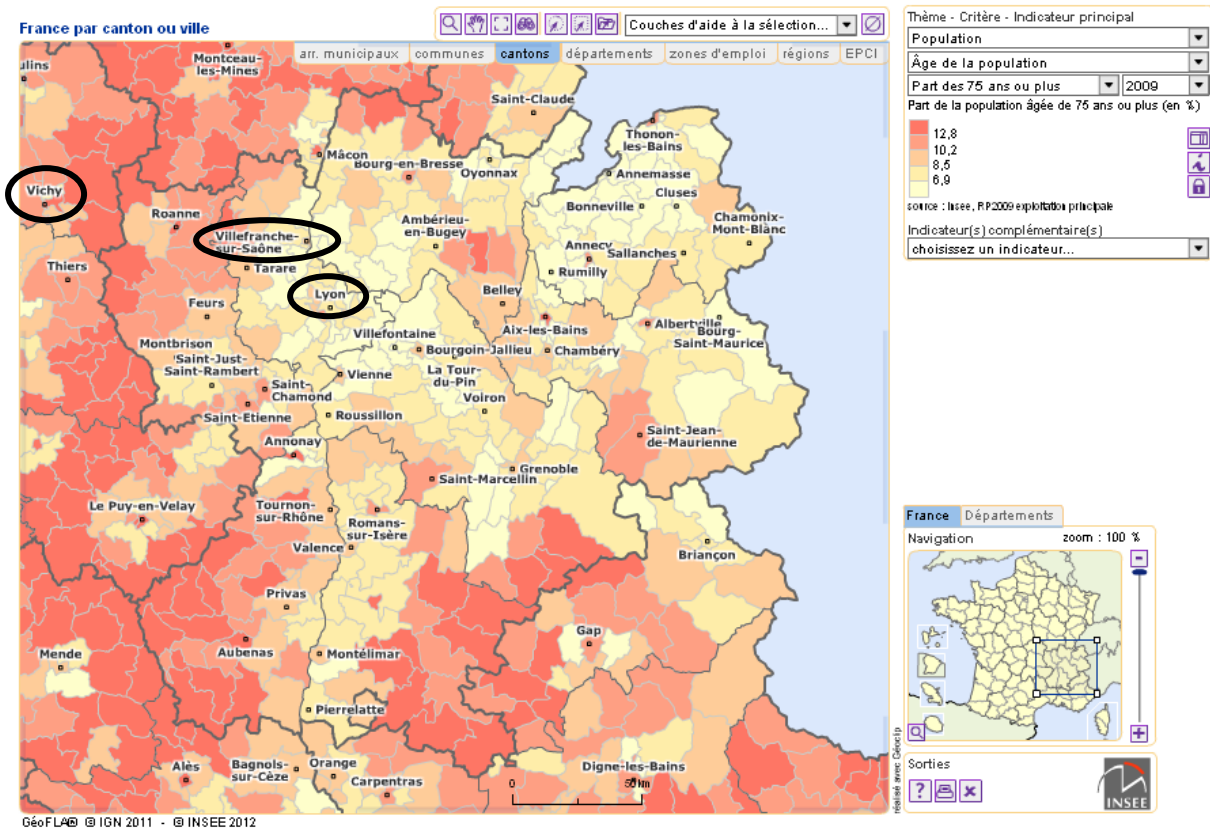 France par canton ou ville
Couches d'aide à la sélection...
arr. municipaux
communes
cantons
départements
zones d'emploi
régions
EPCI
ulins
Montceau-
les-Mines
Saint-Claude
Thonon-
les-Bains
Mâcon
Bourg-en-Bresse
Oyonnax
Annemasse
Cluses
Vichy
Bonneville
Roanne
Ambérieu-
en-Bugey
Chamonix-
Mont-Blanc
Villefranche-
sur-Saône
Annecy
Sallanches
Thiers
Tarare
Rumilly
Lyon
Belley
Feurs
Villefontaine
Aix-les-Bains
Albertville
Bourg-
Saint-Maurice
Montbrison
Saint-Just-
Saint-Rambert
Bourgoin-Jallieu
Chambéry
Vienne
La Tour-
du-Pin
Saint-
Chamond
Voiron
Saint-Etienne
Roussillon
Saint-Jean-
de-Maurienne
Annonay
Grenoble
Saint-Marcellin
Le Puy-en-Velay
Tournon-
sur-Rhône
Romans-
sur-Isère
Valence
Briançon
Privas
Gap
Mende
Aubenas
Montélimar
Pierrelatte
Alès
Bagnols-
sur-Cèze
Orange
Carpentras
Digne-les-Bains
0
50 km
GéoFLA® © IGN 2011 - © INSEE 2012
réalisé avec Géoclip
Thème - Critère - Indicateur principal
Population
Âge de la population
Part des 75 ans ou plus
2009
Part de la population âgée de 75 ans ou plus (en %)
12,8
10,2
8,5
6,9
source : Insee, RP2009 exploitation principale
Indicateur(s) complémentaire(s)
choisissez un indicateur...
France
Départements
Navigation
zoom : 100 %
Sorties
?
INSEE